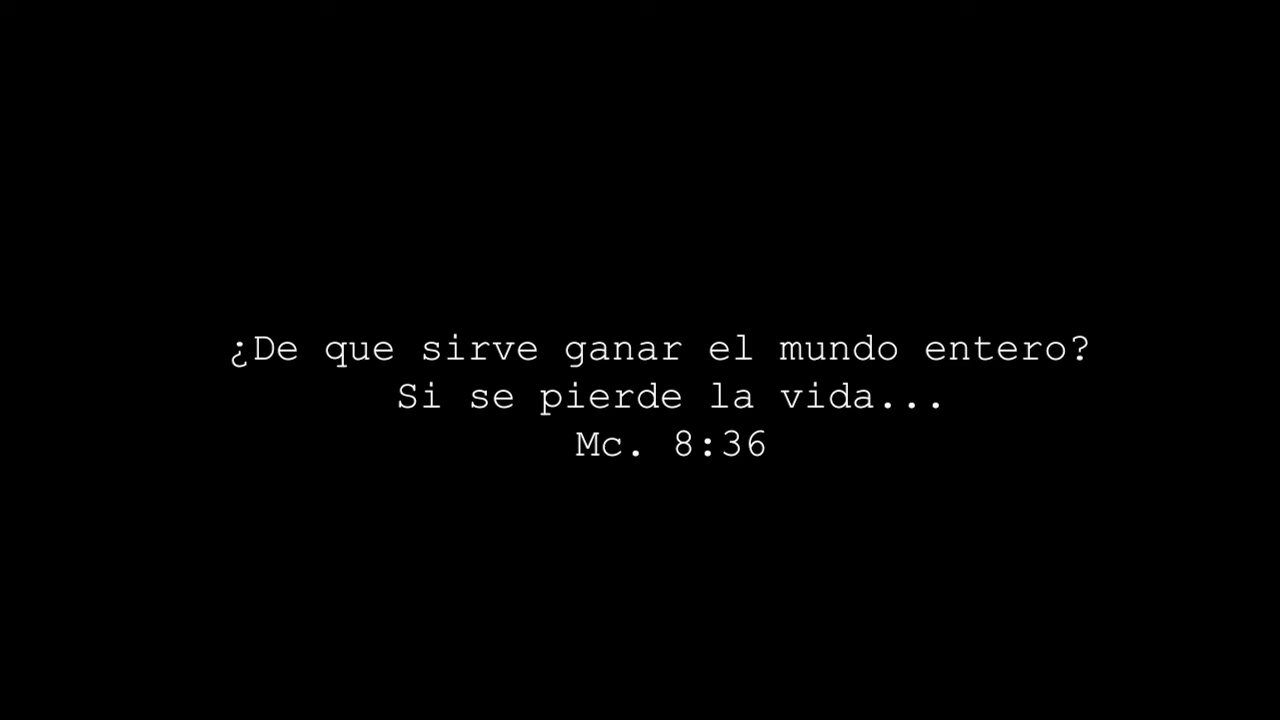 ¿De que sirve ganar el mundo entero?
Si se pierde la vida...
Mc. 8:36